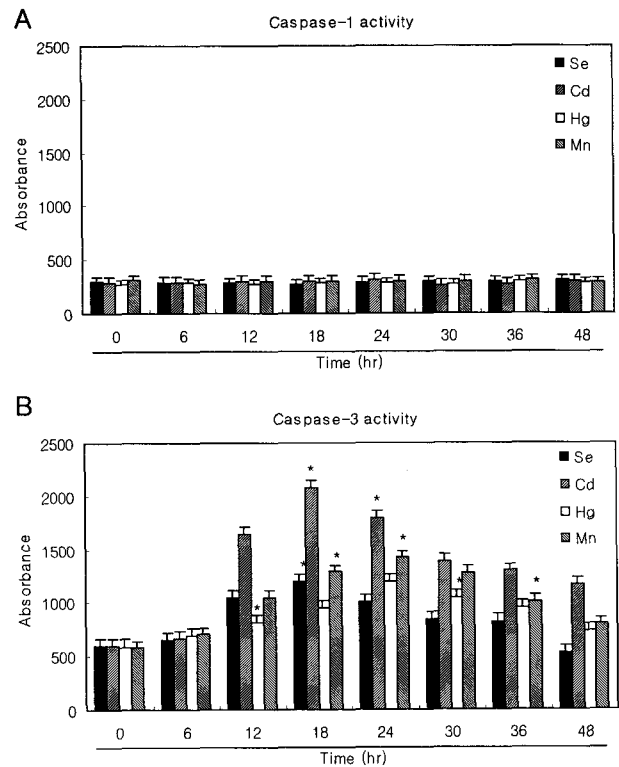 A
Caspase-1 activity
2500
2000
1500
1000
500
0
Absorbance
Se
Cd
Hg
Mn
0 6 12 18 24 30 36 48
Time (hr)
B
Caspase-3 activity
2500
2000
1500
1000
500
0
Absorbance
Se
Cd
Hg
Mn
* * * * * * * *
0 6 12 18 24 30 36 48
Time (hr)